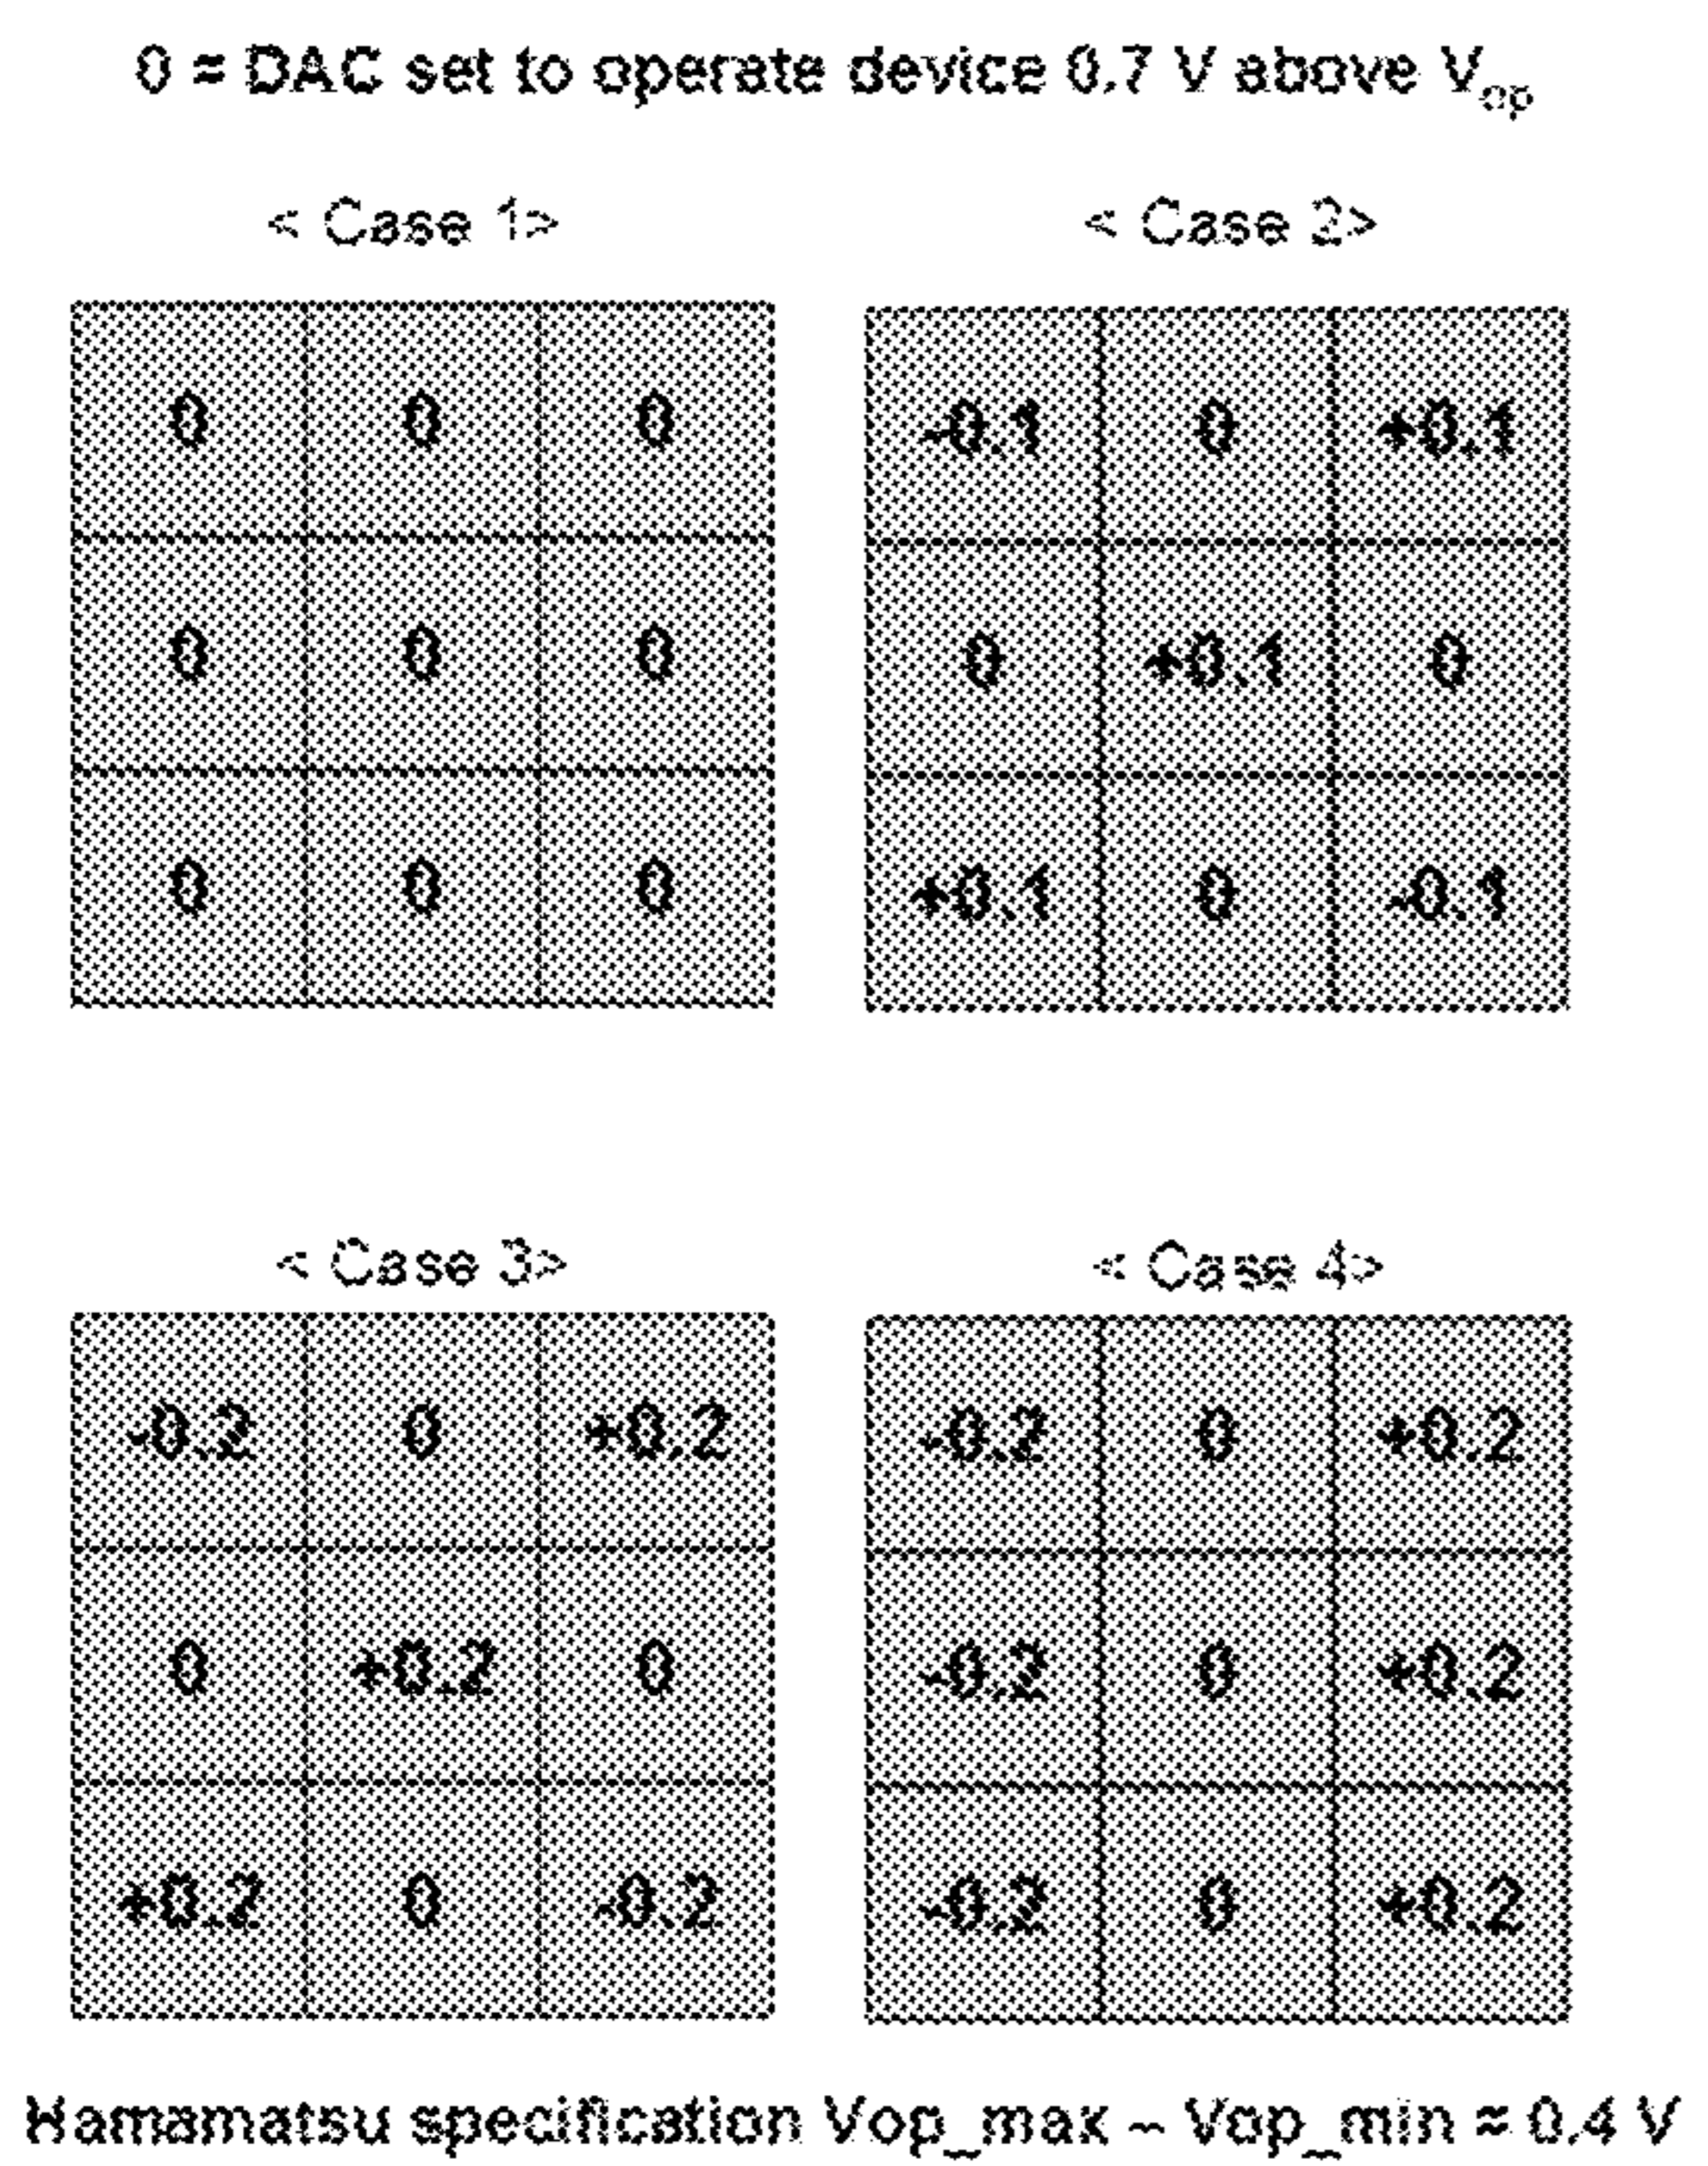 0 = DAC set to operate device 0.7 V above Vop
< Case 1>
0 0 0
0 0 0
0 0 0
< Case 2>
-0.1 0 +0.1
0 +0.1 0
+0.1 0 -0.1
< Case 3>
-0.2 0 +0.2
0 +0.2 0
+0.2 0 -0.2
< Case 4>
-0.2 0 +0.2
-0.2 0 +0.2
-0.2 0 +0.2
Hamamatsu specification Vop_max – Vop_min = 0.4 V